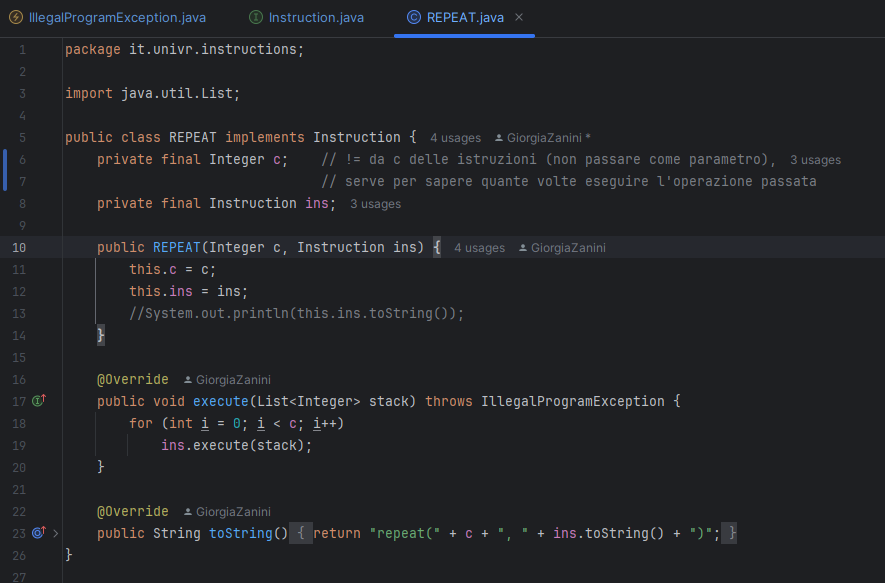 IllegalProgramException.java Instruction.java REPEAT.java
1 package it.univr.instructions;
2
3 import java.util.List;
4
5 public class REPEAT implements Instruction { 4 usages GiorgiaZanini *
6 private final Integer c; // != da c delle istruzioni (non passare come parametro), 3 usages
7 // serve per sapere quante volte eseguire l'operazione passata
8 private final Instruction ins; 3 usages
9
10 public REPEAT(Integer c, Instruction ins) { 4 usages GiorgiaZanini
11 this.c = c;
12 this.ins = ins;
13 //System.out.println(this.ins.toString());
14 }
15
16 @Override GiorgiaZanini
17 public void execute(List<Integer> stack) throws IllegalProgramException {
18 for (int i = 0; i < c; i++)
19 ins.execute(stack);
20 }
21
22 @Override GiorgiaZanini
23 public String toString() { return "repeat(" + c + ", " + ins.toString() + ")"; }
26 }
27